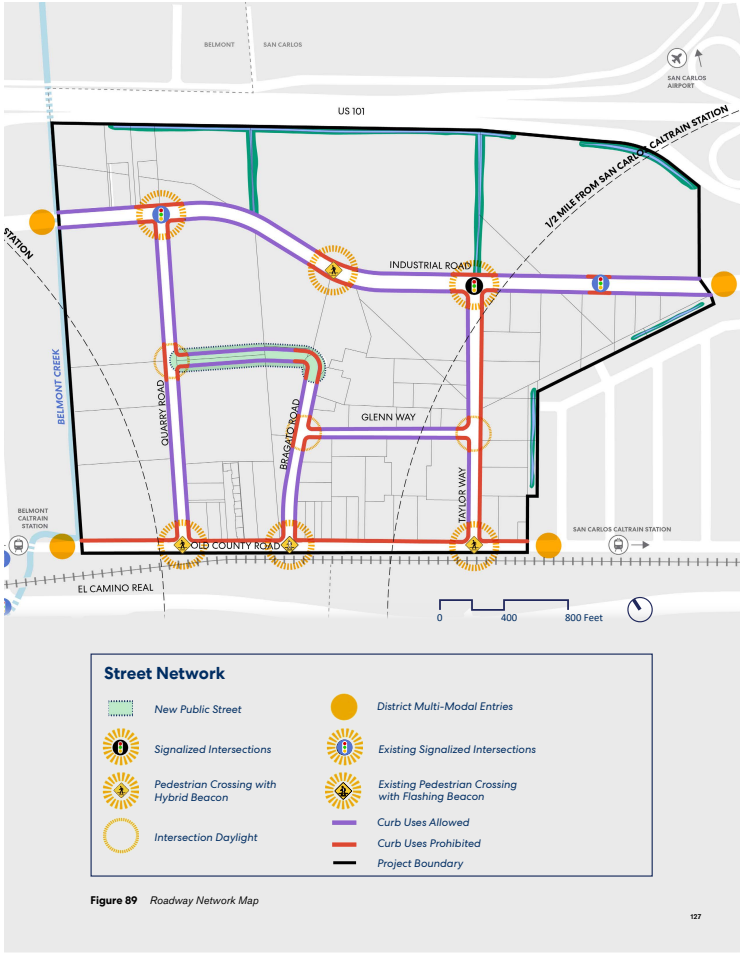 BELMONT
SAN CARLOS
SAN CARLOS
AIRPORT
US 101
1/2 MILE FROM SAN CARLOS CALTRAIN STATION
STATION
INDUSTRIAL ROAD
BELMONT CREEK
QUARRY ROAD
BRAGATO ROAD
GLENN WAY
TAYLOR WAY
BELMONT
CALTRAIN
STATION
OLD COUNTY ROAD
SAN CARLOS CALTRAIN STATION
EL CAMINO REAL
0 400 800 Feet
Street Network
New Public Street
District Multi-Modal Entries
Signalized Intersections
Existing Signalized Intersections
Pedestrian Crossing with
Hybrid Beacon
Existing Pedestrian Crossing
with Flashing Beacon
Intersection Daylight
Curb Uses Allowed
Curb Uses Prohibited
Project Boundary
Figure 89 Roadway Network Map
127